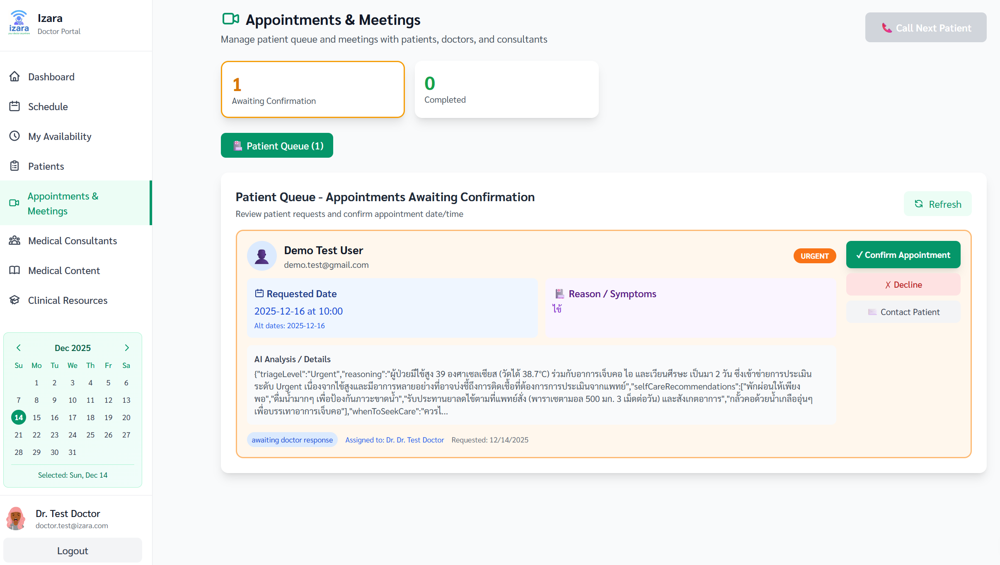 izara
your doctor anywhere
Izara
Doctor Portal
Dashboard
Schedule
My Availability
Patients
Appointments &
Meetings
Medical Consultants
Medical Content
Clinical Resources
Dec 2025
Su Mo Tu We Th Fr Sa
1 2 3 4 5 6
7 8 9 10 11 12 13
14 15 16 17 18 19 20
21 22 23 24 25 26 27
28 29 30 31
Selected: Sun, Dec 14
Dr. Test Doctor
doctor.test@izara.com
Logout
Appointments & Meetings
Manage patient queue and meetings with patients, doctors, and consultants
Call Next Patient
1
Awaiting Confirmation
0
Completed
Patient Queue (1)
Patient Queue - Appointments Awaiting Confirmation
Review patient requests and confirm appointment date/time
Refresh
Demo Test User
demo.test@gmail.com
URGENT
✓ Confirm Appointment
✗ Decline
Contact Patient
Requested Date
2025-12-16 at 10:00
Alt dates: 2025-12-16
Reason / Symptoms
ไข้
AI Analysis / Details
{"triageLevel":"Urgent","reasoning":"ผู้ป่วยมีไข้สูง 39 องศาเซลเซียส (วัดได้ 38.7°C) ร่วมกับอาการเจ็บคอ ไอ และเวียนศีรษะ เป็นมา 2 วัน ซึ่งเข้าข่ายการประเมิน
ระดับ Urgent เนื่องจากไข้สูงและมีอาการหลายอย่างที่อาจบ่งชี้ถึงการติดเชื้อที่ต้องการการประเมินจากแพทย์","selfCareRecommendations":["พักผ่อนให้เพียง
พอ","ดื่มน้ำมากๆ เพื่อป้องกันภาวะขาดน้ำ","รับประทานยาลดไข้ตามที่แพทย์สั่ง (พาราเซตามอล 500 มก. 3 เม็ดต่อวัน) และสังเกตอาการ","กลั้วคอด้วยน้ำเกลืออุ่นๆ
เพื่อบรรเทาอาการเจ็บคอ"],"whenToSeekCare":"ควรไ...
awaiting doctor response
Assigned to: Dr. Dr. Test Doctor
Requested: 12/14/2025